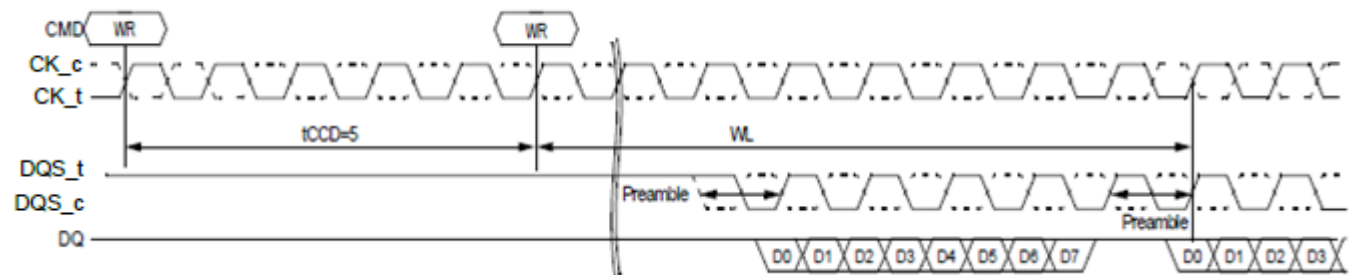 CMD WR WR
CK_c
CK_t
tCCD=5 WL
DQS_t
Preamble
DQS_c
Preamble
DQ D0 D1 D2 D3 D4 D5 D6 D7 D0 D1 D2 D3